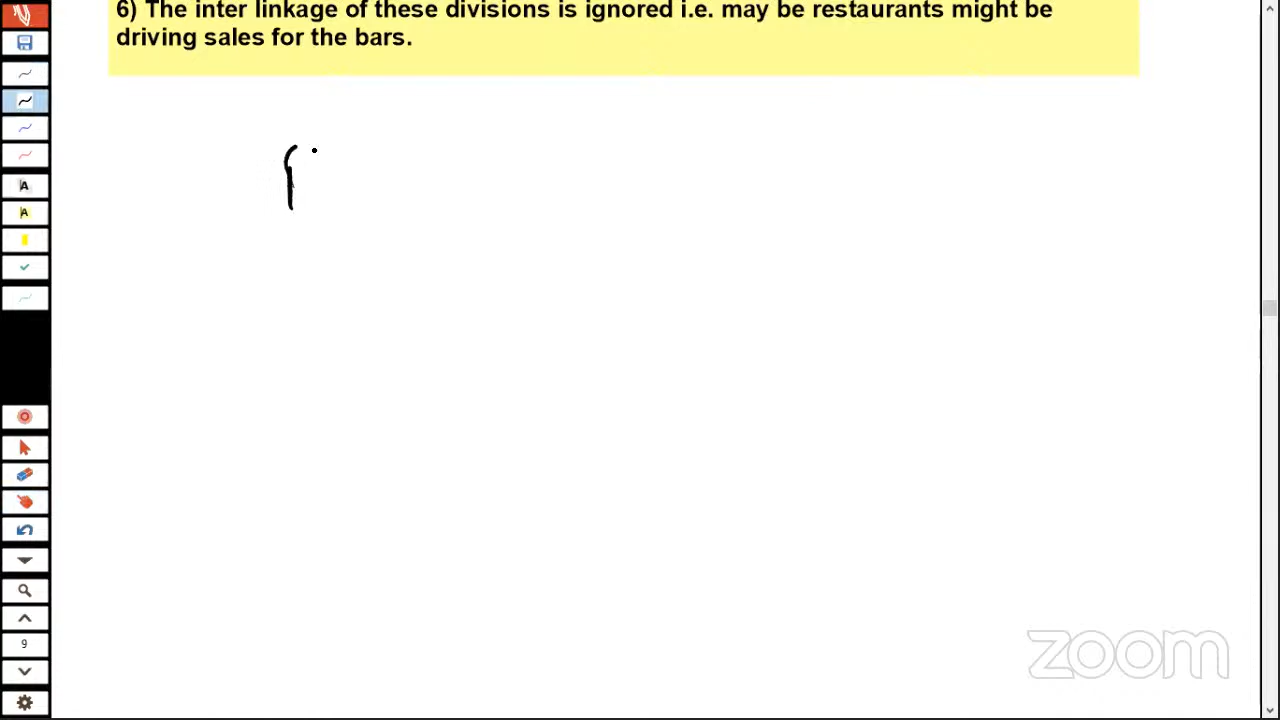 6) The inter linkage of these divisions is ignored i.e. may be restaurants might be
driving sales for the bars.
A
A
9
zoom